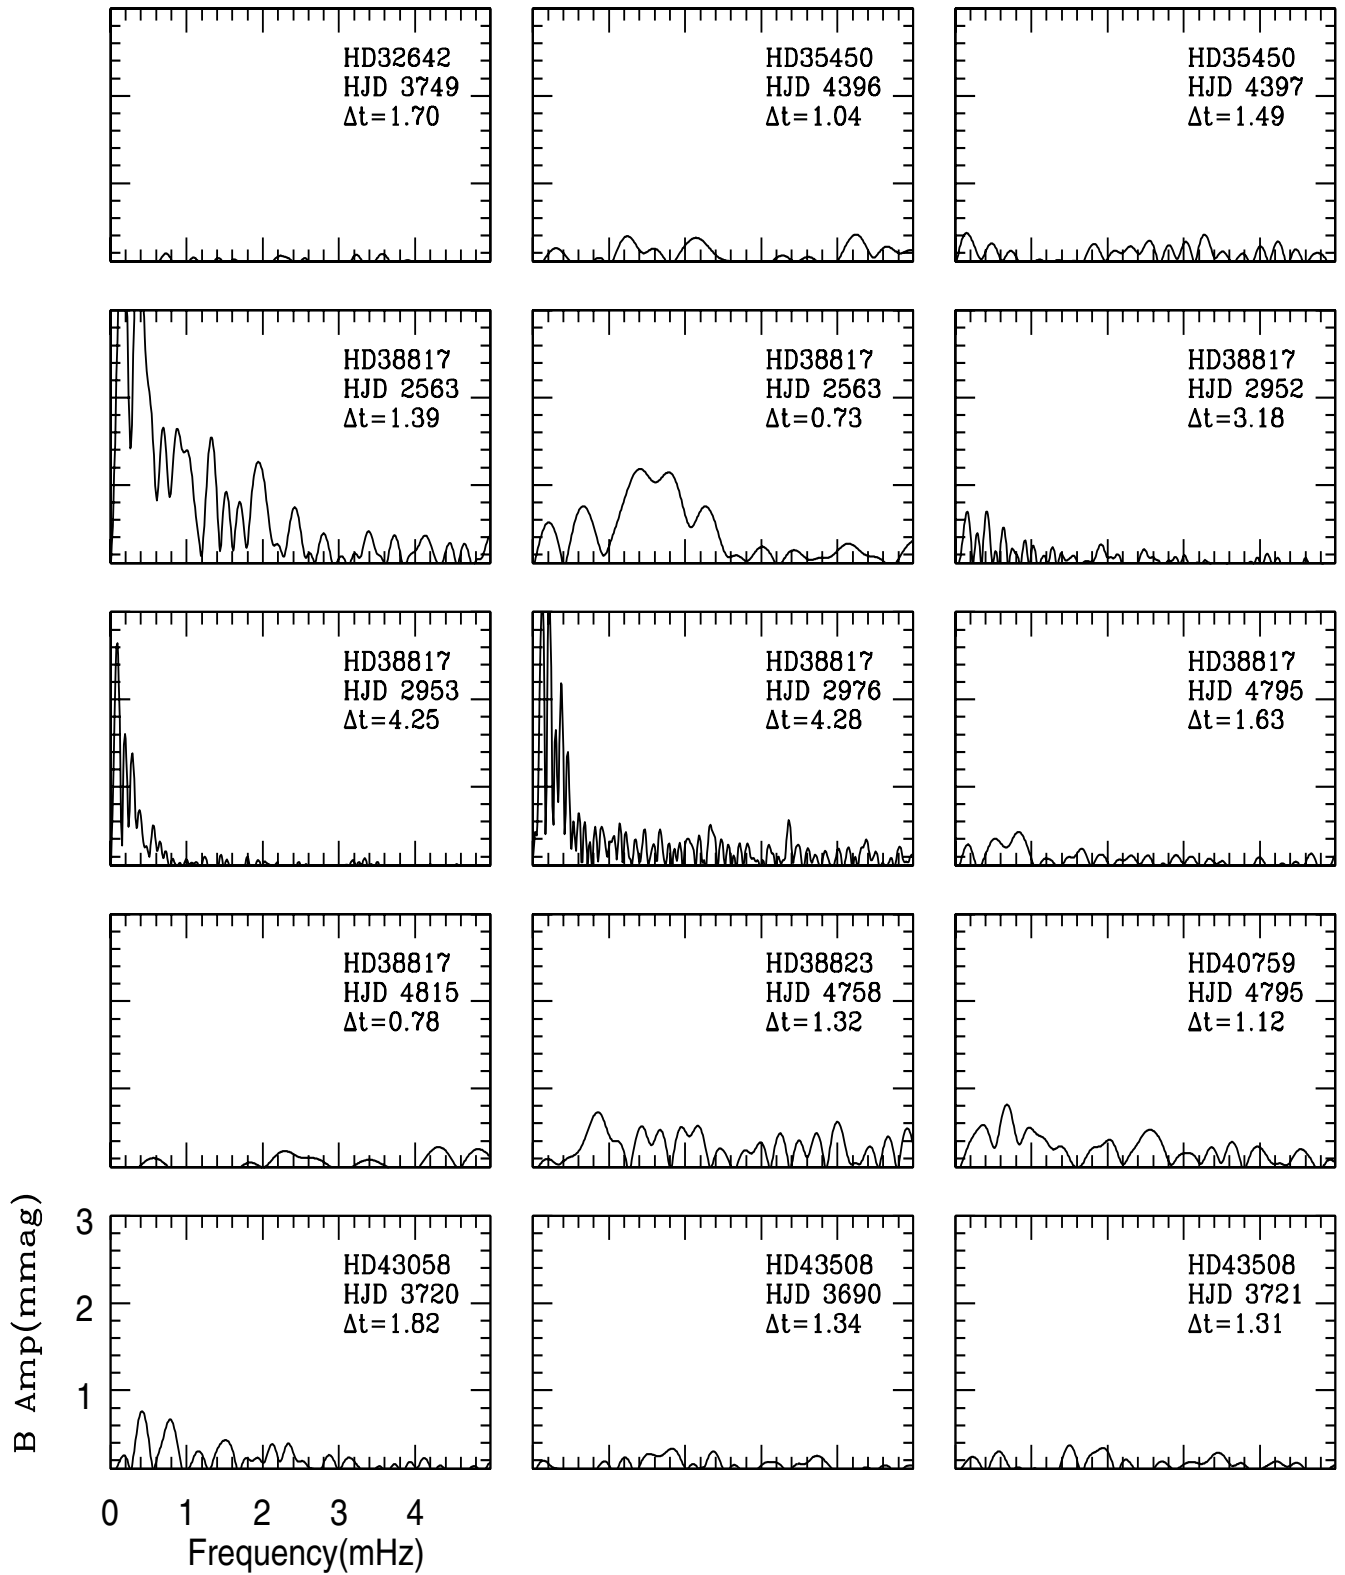 HD32642
HJD 3749
Δt=1.70
HD35450
HJD 4396
Δt=1.04
HD35450
HJD 4397
Δt=1.49
HD38817
HJD 2563
Δt=1.39
HD38817
HJD 2563
Δt=0.73
HD38817
HJD 2952
Δt=3.18
HD38817
HJD 2953
Δt=4.25
HD38817
HJD 2976
Δt=4.28
HD38817
HJD 4795
Δt=1.63
HD38817
HJD 4815
Δt=0.78
HD38823
HJD 4758
Δt=1.32
HD40759
HJD 4795
Δt=1.12
HD43058
HJD 3720
Δt=1.82
HD43508
HJD 3690
Δt=1.34
HD43508
HJD 3721
Δt=1.31
B Amp(mmag)
3
2
1
0 1 2 3 4
Frequency(mHz)